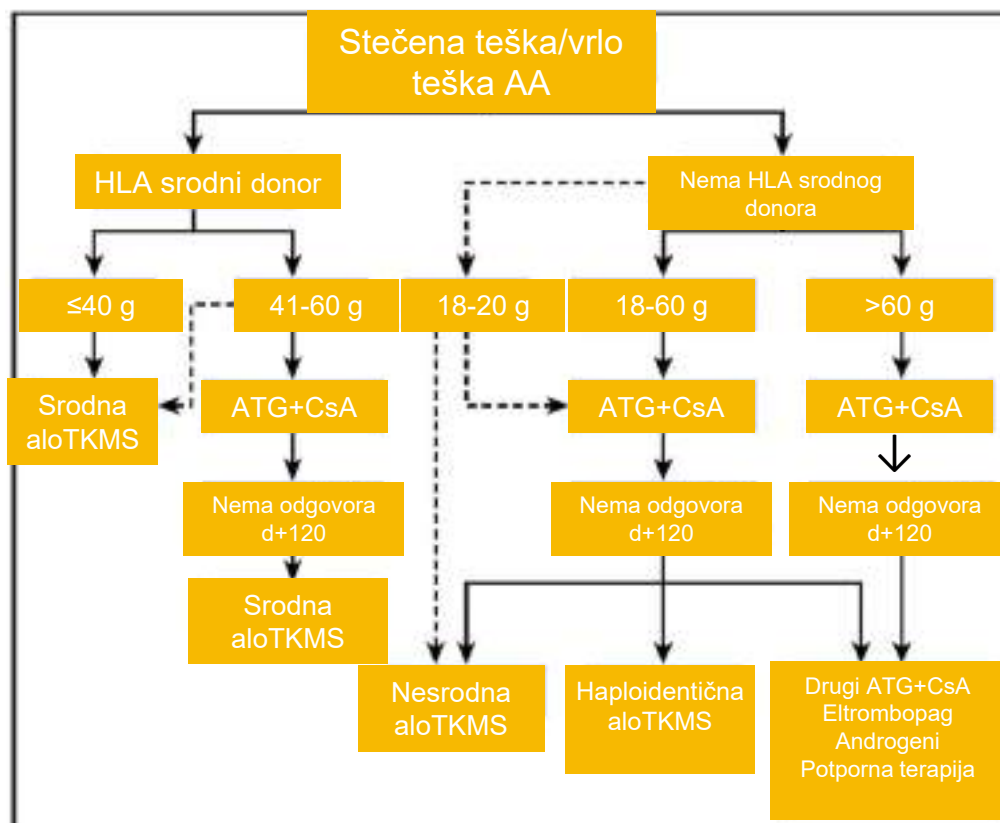 Stečena teška/vrlo
teška AA
HLA srodni donor
Nema HLA srodnog
donora
≤40 g
41-60 g
18-20 g
18-60 g
>60 g
Srodna
aloTKMS
ATG+CsA
ATG+CsA
ATG+CsA
Nema odgovora
d+120
Nema odgovora
d+120
Nema odgovora
d+120
Srodna
aloTKMS
Nesrodna
aloTKMS
Haploidentična
aloTKMS
Drugi ATG+CsA
Eltrombopag
Androgeni
Potporna terapija